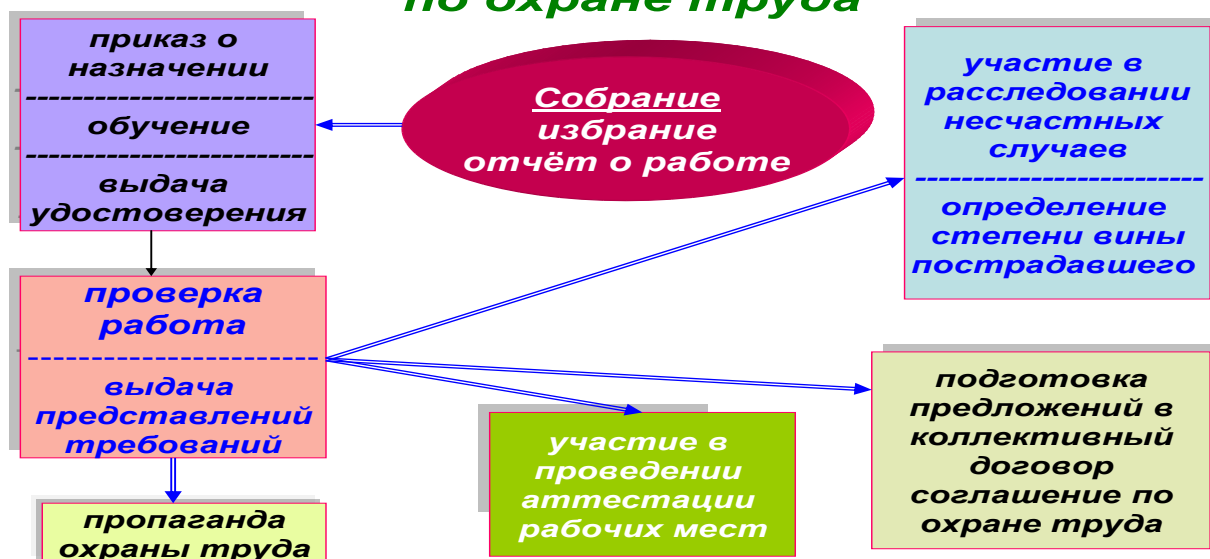 по охране труда
приказ о
назначении
--------------------------
обучение
--------------------------
выдача
удостоверения
Собрание
избрание
отчёт о работе
участие в
расследовании
несчастных
случаев
--------------------------
определение
степени вины
пострадавшего
проверка
работа
--------------------------
выдача
представлений
требований
подготовка
предложений в
коллективный
договор
соглашение по
охране труда
участие в
проведении
аттестации
рабочих мест
пропаганда
охраны труда